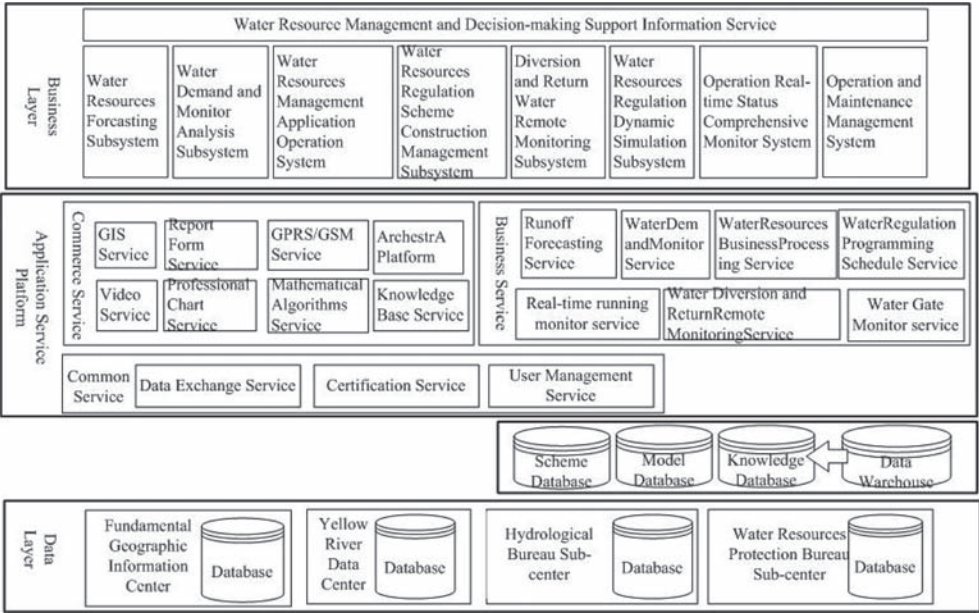 Water Resource Management and Decision-making Support Information Service
Business
Layer
Water
Resources
Forcasting
Subsystem
Water
Demand and
Monitor
Analysis
Subsystem
Water
Resources
Management
Application
Operation
System
Water
Resources
Regulation
Scheme
Construction
Management
Subsystem
Diversion
and Return
Water
Remote
Monitoring
Subsystem
Water
Resources
Regulation
Dynamic
Simulation
Subsystem
Operation Real-
time Status
Comprehensive
Monitor System
Operation and
Maintenance
Management
System
Application Service
Platform
Commerce Service
GIS
Service
Report
Form
Service
GPRS/GSM
Service
ArchestrA
Platform
Video
Service
Professional
Chart
Service
Mathematical
Algorithms
Service
Knowledge
Base Service
Business Service
Runoff
Forecasting
Service
WaterDem
andMonitor
Service
WaterResources
BusinessProcess
ing Service
WaterRegulation
Programming
Schedule Service
Real-time running
monitor service
Water Diversion and
ReturnRemote
MonitoringService
Water Gate
Monitor service
Common
Service
Data Exchange Service
Certification Service
User Management
Service
Scheme
Database
Model
Database
Knowledge
Database
Data
Warehouse
Data
Layer
Fundamental
Geographic
Information
Center
Database
Yellow
River
Data
Center
Database
Hydrological
Bureau Sub-
center
Database
Water Resources
Protection Bureau
Sub-center
Database